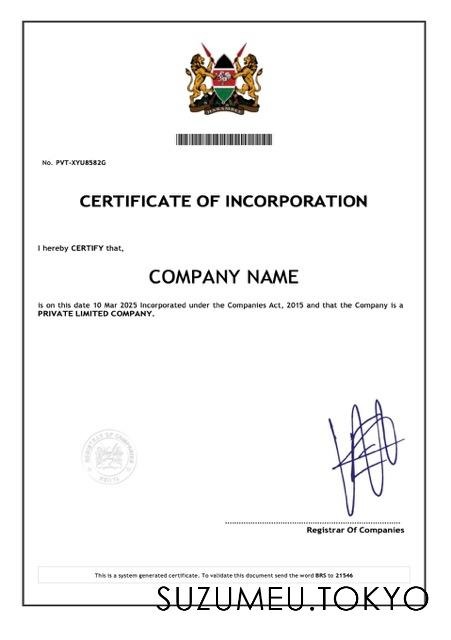 HARAMBEE
No. PVT-XYU8582G
CERTIFICATE OF INCORPORATION
I hereby CERTIFY that,
COMPANY NAME
is on this date 10 Mar 2025 Incorporated under the Companies Act, 2015 and that the Company is a
PRIVATE LIMITED COMPANY.
REGISTRAR OF COMPANIES
KENYA
Registrar Of Companies
This is a system generated certificate. To validate this document send the word BRS to 21546
SUZUMEU.TOKYO